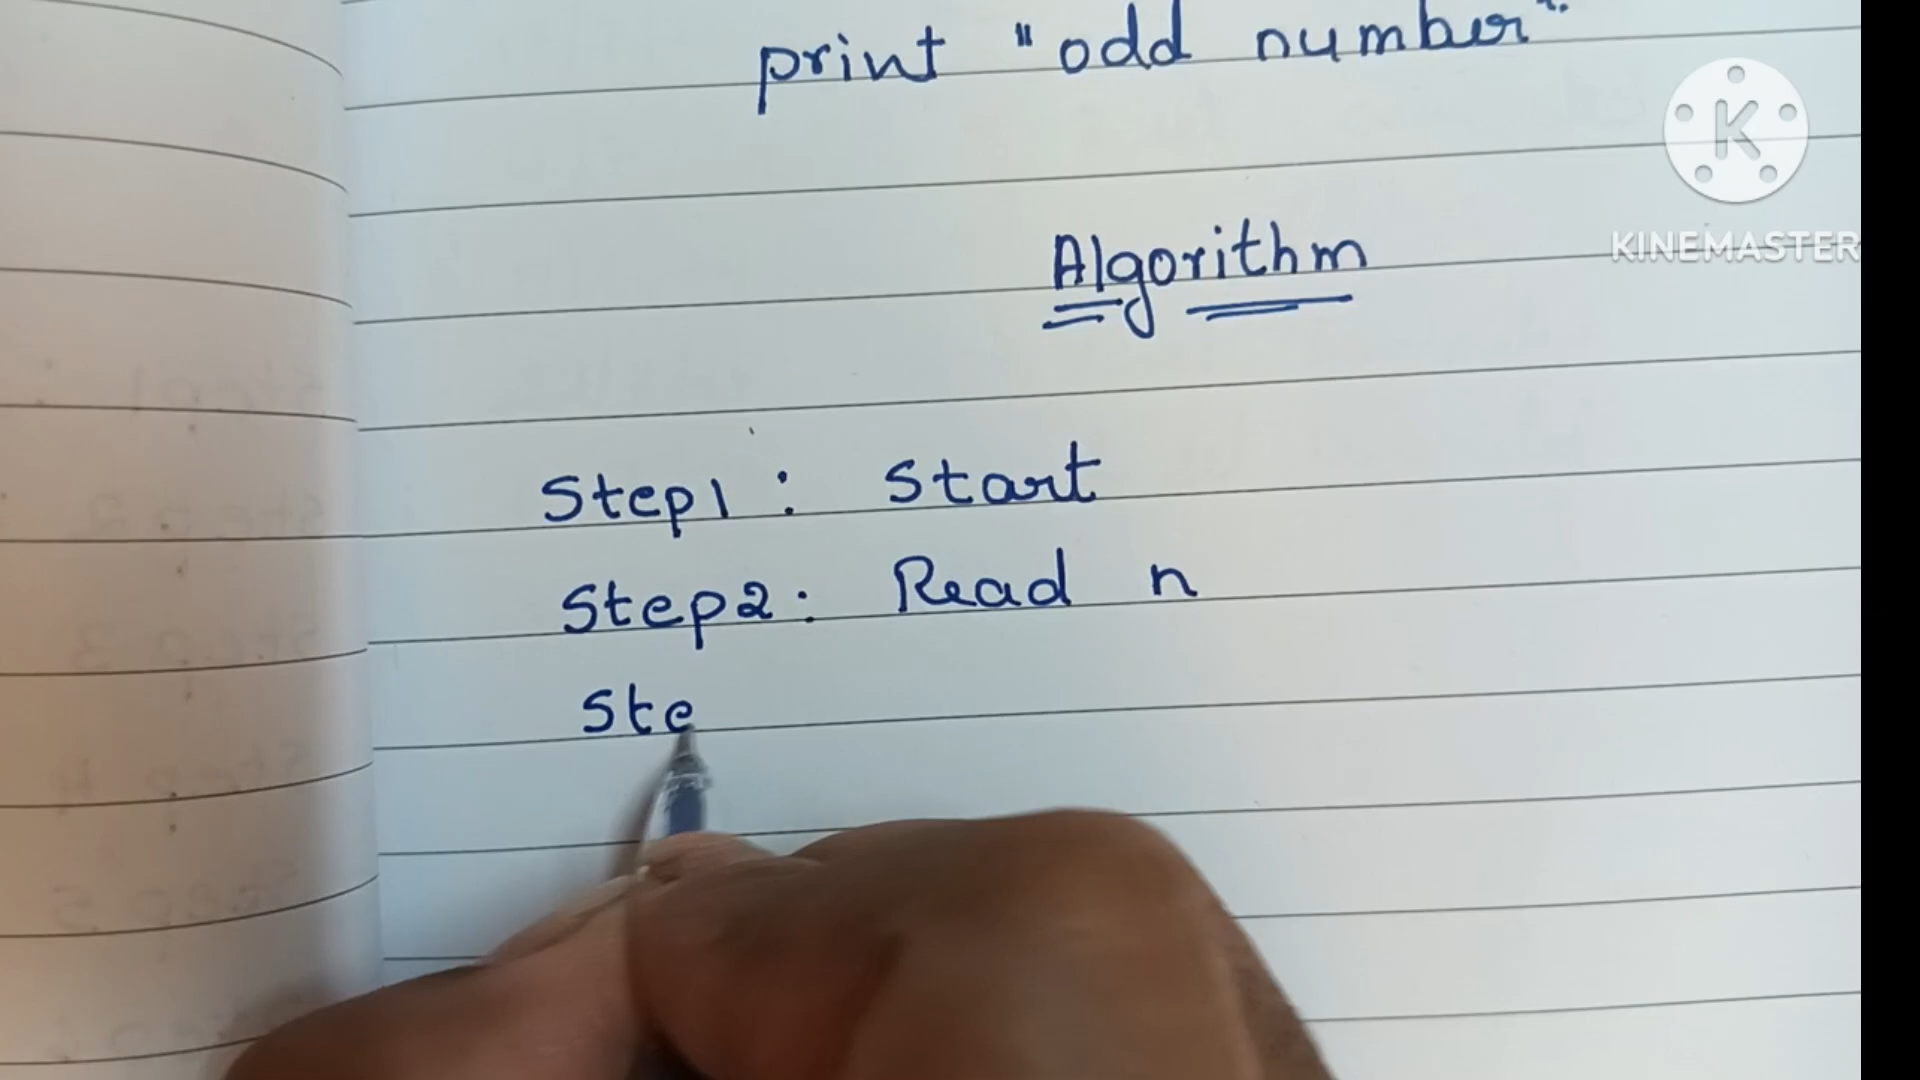 print "odd number".
K
KINEMASTER
Algorithm
Step1 : Start
Step2 : Read n
Ste